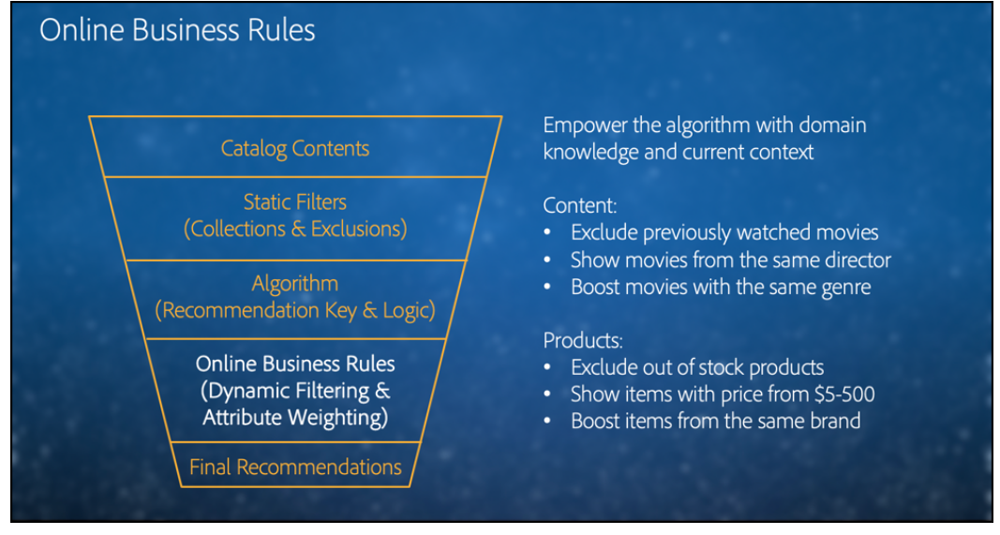 Online Business Rules
Catalog Contents
Static Filters
(Collections & Exclusions)
Algorithm
(Recommendation Key & Logic)
Online Business Rules
(Dynamic Filtering &
Attribute Weighting)
Final Recommendations
Empower the algorithm with domain
knowledge and current context
Content:
• Exclude previously watched movies
• Show movies from the same director
• Boost movies with the same genre
Products:
• Exclude out of stock products
• Show items with price from $5-500
• Boost items from the same brand